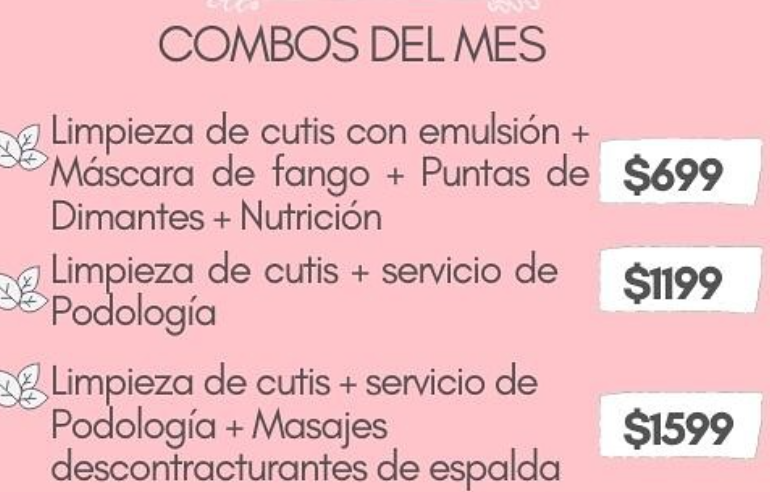 COMBOS DEL MES
Limpieza de cutis con emulsión +
Máscara de fango + Puntas de
Dimantes + Nutrición
$699
Limpieza de cutis + servicio de
Podología
$1199
Limpieza de cutis + servicio de
Podología + Masajes
descontracturantes de espalda
$1599